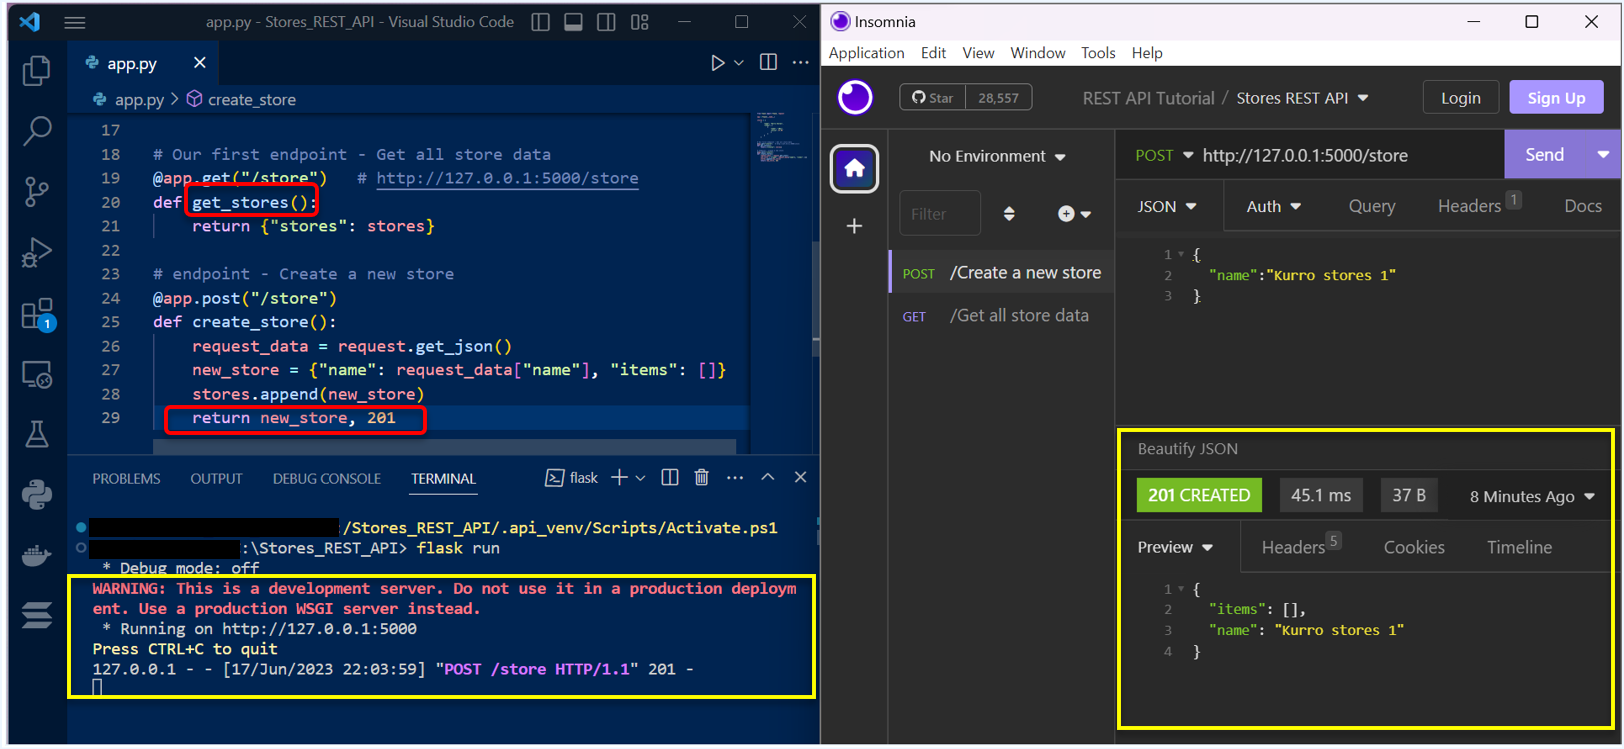 app.py - Stores_REST_API - Visual Studio Code
app.py
app.py > create_store
17
18 # Our first endpoint - Get all store data
19 @app.get("/store") # http://127.0.0.1:5000/store
20 def get_stores():
21 return {"stores": stores}
22
23 # endpoint - Create a new store
24 @app.post("/store")
25 def create_store():
26 request_data = request.get_json()
27 new_store = {"name": request_data["name"], "items": []}
28 stores.append(new_store)
29 return new_store, 201
1
PROBLEMS OUTPUT DEBUG CONSOLE TERMINAL flask
:/Stores_REST_API/.api_venv/Scripts/Activate.ps1
:\Stores_REST_API> flask run
* Debug mode: off
WARNING: This is a development server. Do not use it in a production deploym
ent. Use a production WSGI server instead.
* Running on http://127.0.0.1:5000
Press CTRL+C to quit
127.0.0.1 - - [17/Jun/2023 22:03:59] "POST /store HTTP/1.1" 201 -
Insomnia
Application Edit View Window Tools Help
Star 28,557
REST API Tutorial / Stores REST API
Login Sign Up
No Environment
Filter
POST /Create a new store
GET /Get all store data
POST http://127.0.0.1:5000/store Send
JSON Auth Query Headers 1 Docs
1 {
2 "name":"Kurro stores 1"
3 }
Beautify JSON
201 CREATED 45.1 ms 37 B 8 Minutes Ago
Preview Headers 5 Cookies Timeline
1 {
2 "items": [],
3 "name": "Kurro stores 1"
4 }